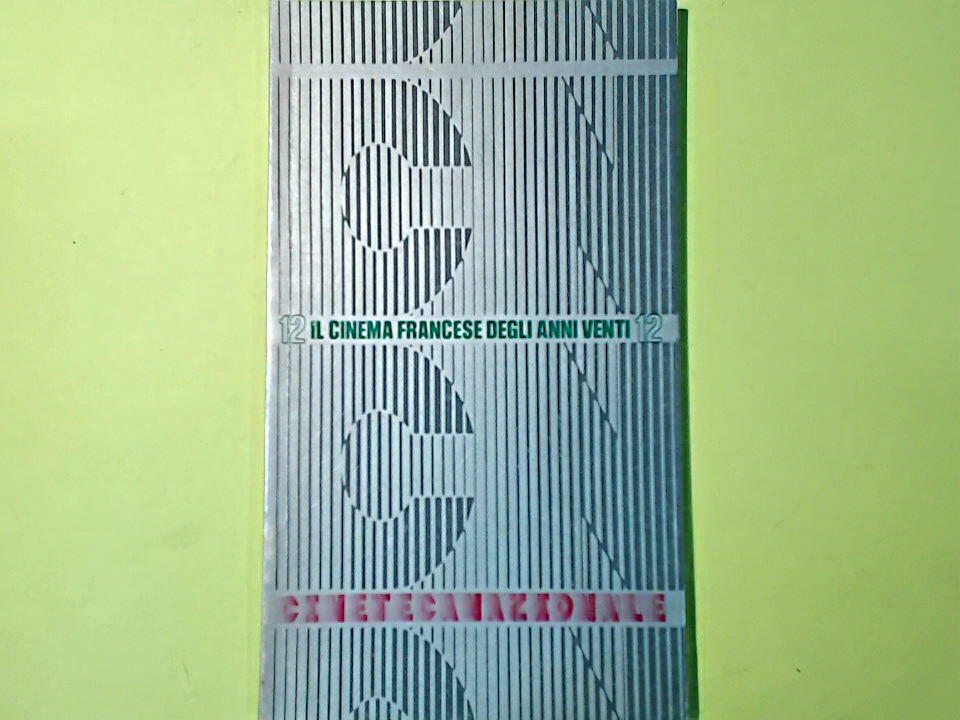 12 IL CINEMA FRANCESE DEGLI ANNI VENTI 12
CINETECA NAZIONALE